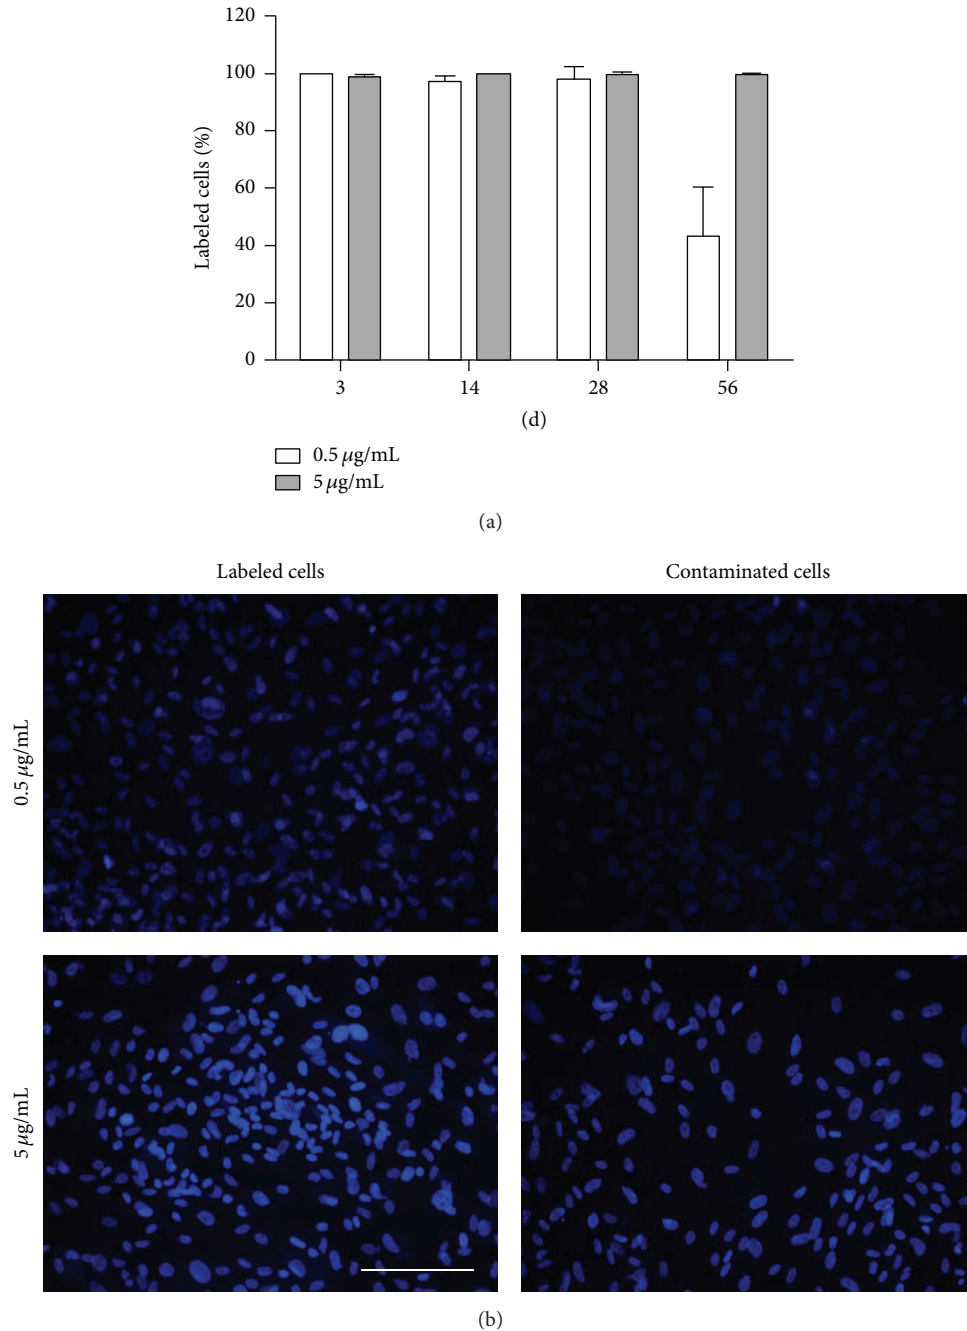 120
100
80
60
40
20
0
Labeled cells (%)
3 14 28 56
(d)
0.5 µg/mL
5 µg/mL
(a)
Labeled cells Contaminated cells
0.5 µg/mL
5 µg/mL
(b)